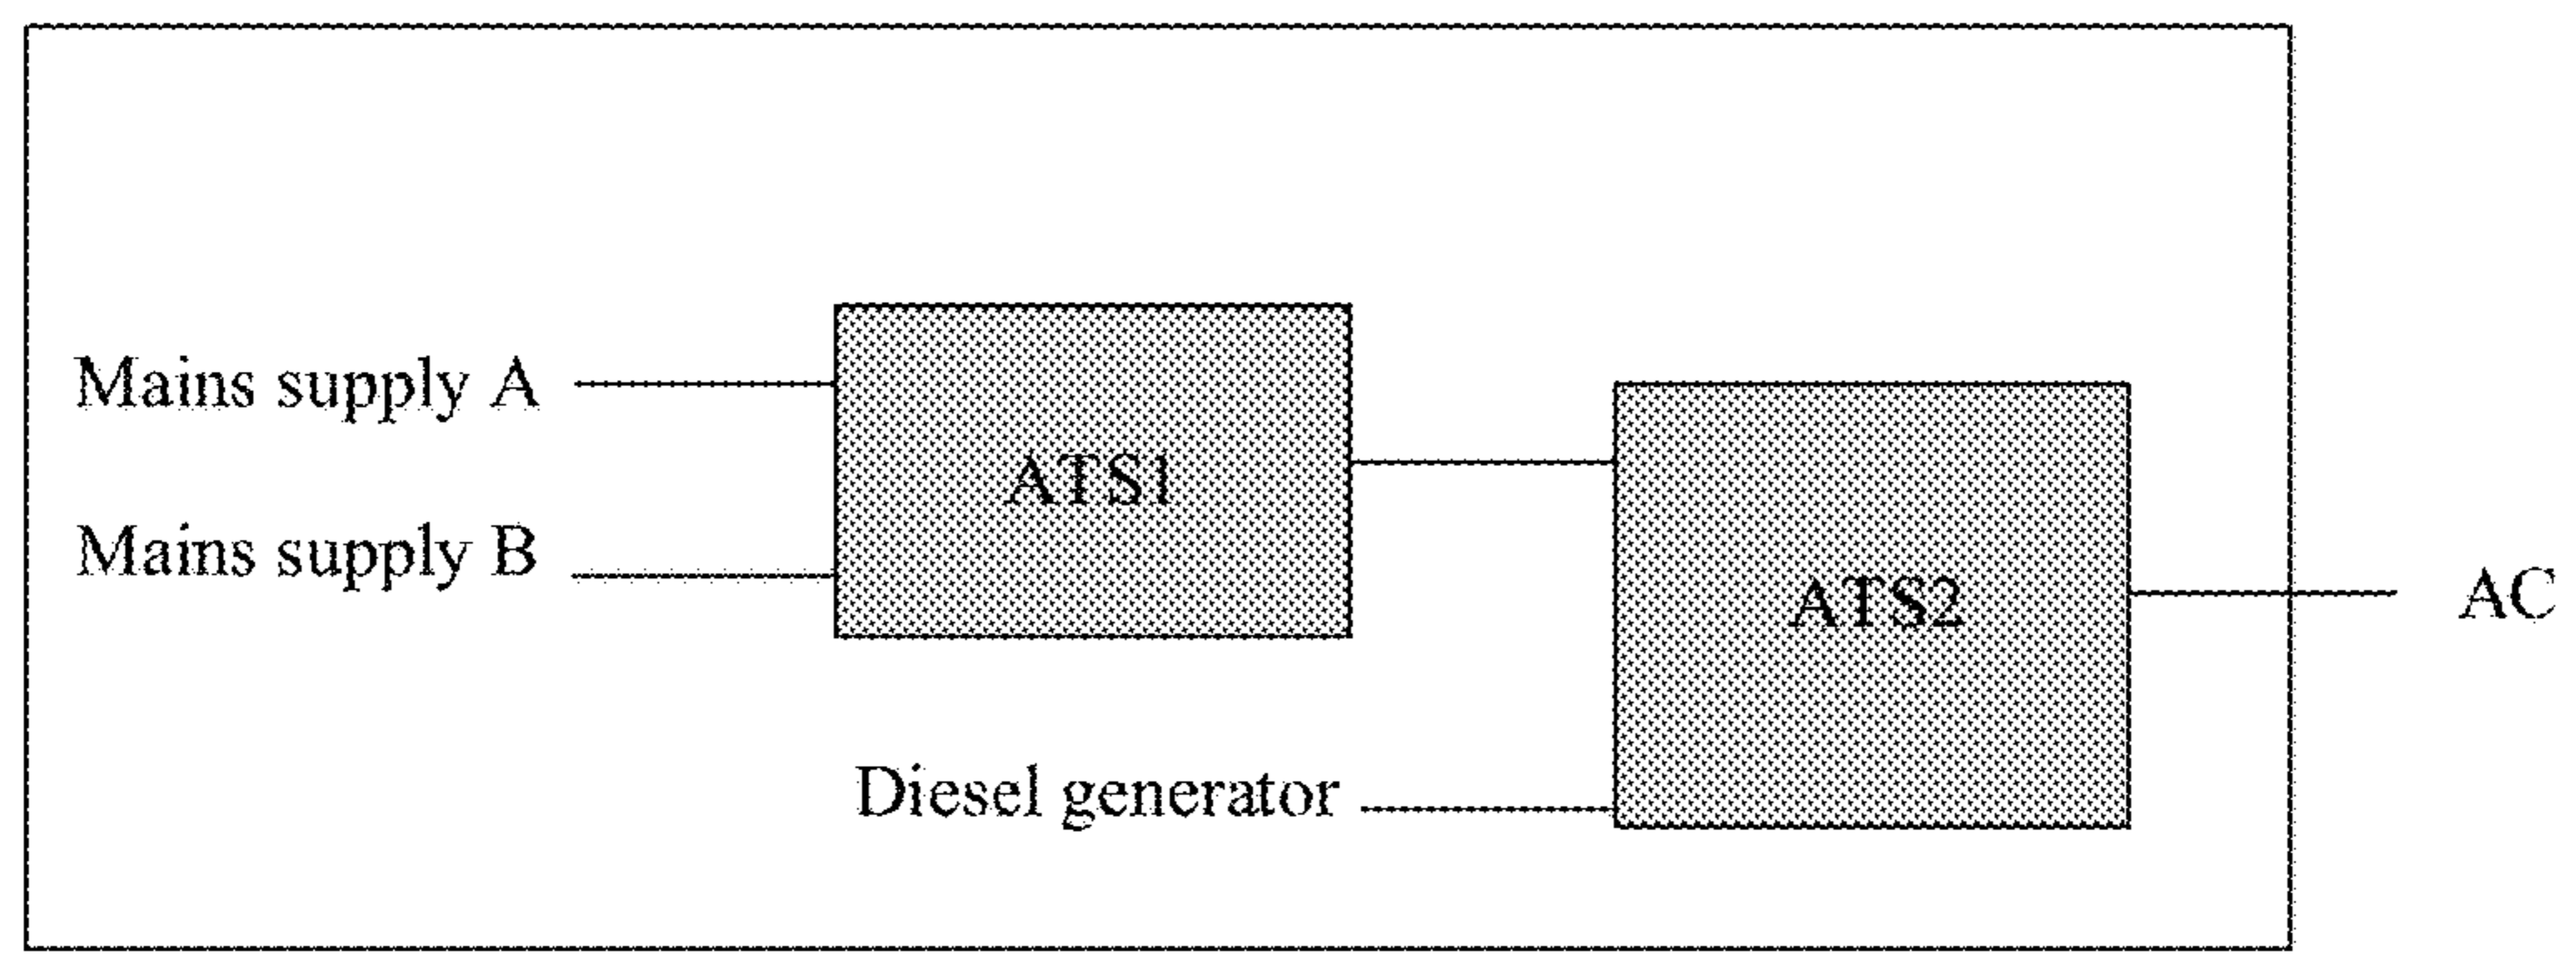 Mains supply A
ATS1
Mains supply B
ATS2
AC
Diesel generator